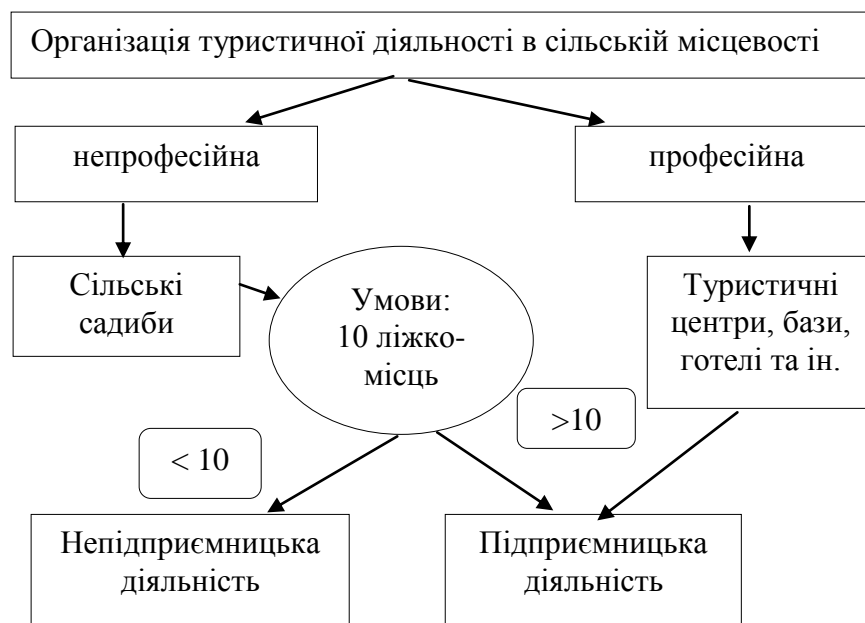 Організація туристичної діяльності в сільській місцевості
непрофесійна
професійна
Сільські
садиби
Умови:
10 ліжко-
місць
Туристичні
центри, бази,
готелі та ін.
< 10
>10
Непідприємницька
діяльність
Підприємницька
діяльність